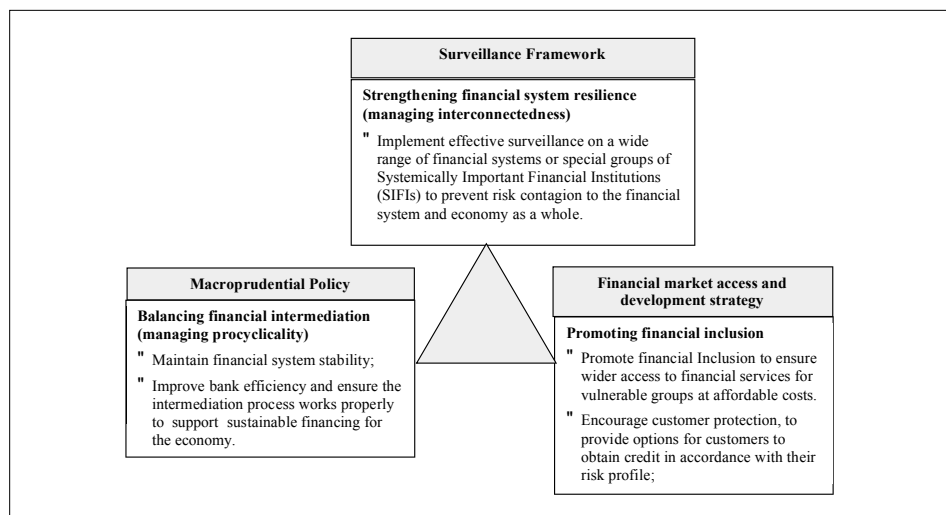 Surveillance Framework
Strengthening financial system resilience
(managing interconnectedness)
" Implement effective surveillance on a wide
range of financial systems or special groups of
Systemically Important Financial Institutions
(SIFIs) to prevent risk contagion to the financial
system and economy as a whole.
Macroprudential Policy
Balancing financial intermediation
(managing procyclicality)
" Maintain financial system stability;
" Improve bank efficiency and ensure the
intermediation process works properly
to support sustainable financing for
the economy.
Financial market access and
development strategy
Promoting financial inclusion
" Promote financial Inclusion to ensure
wider access to financial services for
vulnerable groups at affordable costs.
" Encourage customer protection, to
provide options for customers to
obtain credit in accordance with their
risk profile;